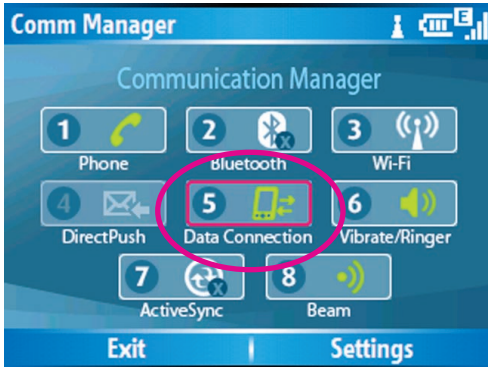 Comm Manager E
Communication Manager
1 2 3
Phone Bluetooth Wi-Fi
4 5 6
DirectPush Data Connection Vibrate/Ringer
7 8
ActiveSync Beam
Exit Settings